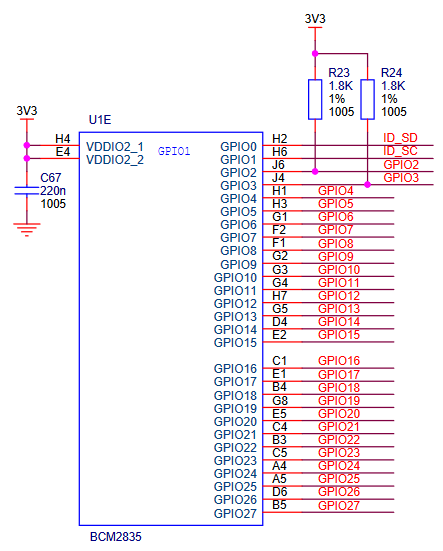 3V3
R23 R24
1.8K 1.8K
1% 1%
1005 1005
U1E
3V3
H4 VDDIO2_1 GPIO1 GPIO0 H2 ID_SD
E4 VDDIO2_2 GPIO1 H6 ID_SC
GPIO2 J6 GPIO2
C67 GPIO3 J4 GPIO3
220n GPIO4 H1 GPIO4
1005 GPIO5 H3 GPIO5
GPIO6 G1 GPIO6
GPIO7 F2 GPIO7
GPIO8 F1 GPIO8
GPIO9 G2 GPIO9
GPIO10 G3 GPIO10
GPIO11 G4 GPIO11
GPIO12 H7 GPIO12
GPIO13 G5 GPIO13
GPIO14 D4 GPIO14
GPIO15 E2 GPIO15
GPIO16 C1 GPIO16
GPIO17 E1 GPIO17
GPIO18 B4 GPIO18
GPIO19 G8 GPIO19
GPIO20 E5 GPIO20
GPIO21 C4 GPIO21
GPIO22 B3 GPIO22
GPIO23 C5 GPIO23
GPIO24 A4 GPIO24
GPIO25 A5 GPIO25
GPIO26 D6 GPIO26
GPIO27 B5 GPIO27
BCM2835